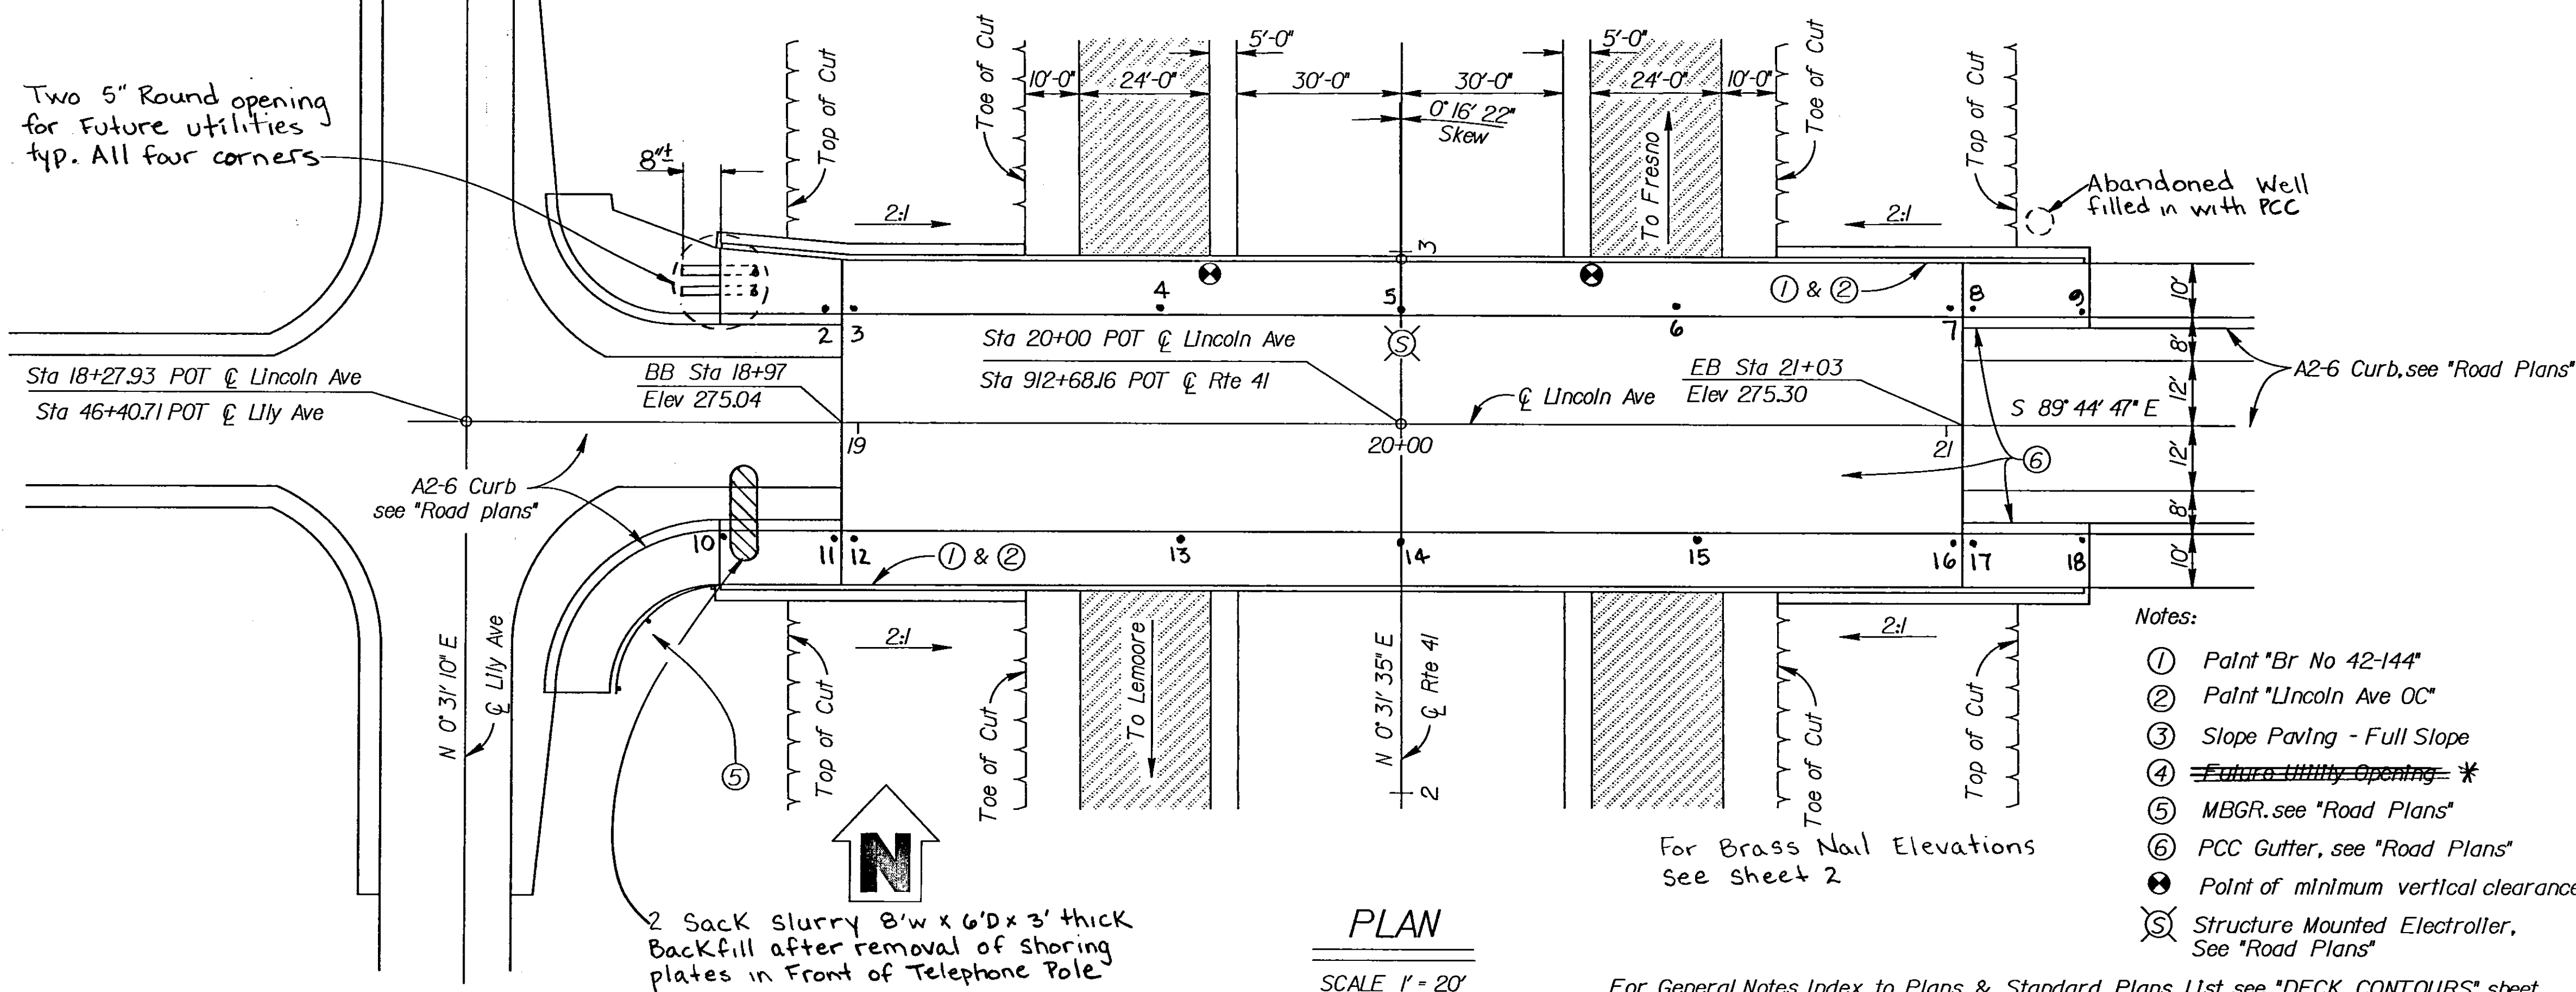 Two 5" Round opening
for Future utilities
typ. All four corners
8"±
Top of Cut
Toe of Cut
10'-0"
24'-0"
5'-0"
30'-0"
30'-0"
5'-0"
24'-0"
10'-0"
0° 16' 22"
Skew
To Fresno
Toe of Cut
Top of Cut
Abandoned Well
filled in with PCC
2:1
2:1
3
① & ②
2
3
4
5
6
7
8
9
S
Sta 18+27.93 POT ℄ Lincoln Ave
Sta 46+40.71 POT ℄ Lily Ave
BB Sta 18+97
Elev 275.04
Sta 20+00 POT ℄ Lincoln Ave
Sta 912+68.16 POT ℄ Rte 41
℄ Lincoln Ave
EB Sta 21+03
Elev 275.30
S 89° 44' 47" E
10'
8'
12'
12'
8'
10'
A2-6 Curb, see "Road Plans"
19
20+00
21
⑥
A2-6 Curb
see "Road plans"
10
11
12
13
14
15
16
17
18
① & ②
N 0° 31' 10" E
℄ Lily Ave
⑤
2:1
Top of Cut
Toe of Cut
To Lemoore
N 0° 31' 35" E
℄ Rte 41
2
2:1
Toe of Cut
Top of Cut
N
2 Sack slurry 8'w x 6'D x 3' thick
Backfill after removal of shoring
plates in Front of Telephone Pole
For Brass Nail Elevations
See sheet 2
PLAN
SCALE 1' = 20'
Notes:
① Paint "Br No 42-144"
② Paint "Lincoln Ave OC"
③ Slope Paving - Full Slope
④ Future Utility Opening *
⑤ MBGR. see "Road Plans"
⑥ PCC Gutter, see "Road Plans"
Point of minimum vertical clearance
S Structure Mounted Electrolier,
See "Road Plans"
For General Notes Index to Plans & Standard Plans List see "DECK CONTOURS" sheet